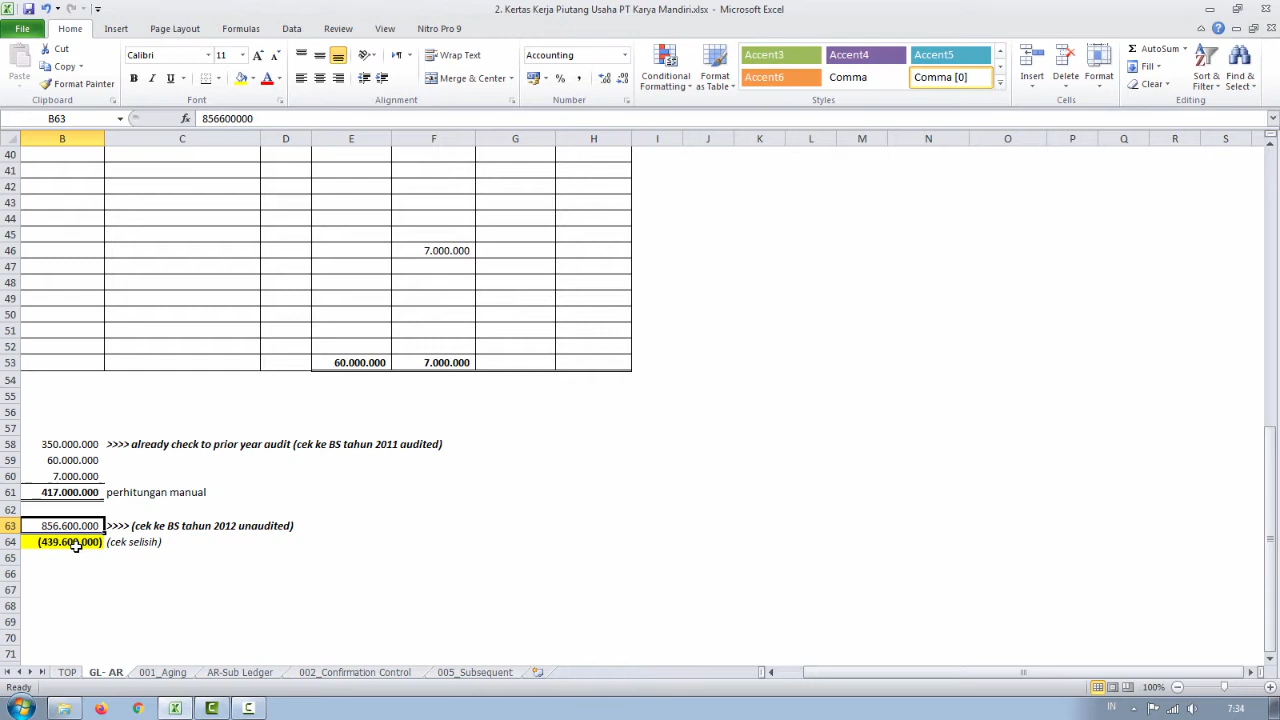 2. Kertas Kerja Piutang Usaha PT Karya Mandiri.xlsx - Microsoft Excel
File Home Insert Page Layout Formulas Data Review View Nitro Pro 9
Paste Cut Copy Format Painter Clipboard
Calibri 11 B I U Font
Wrap Text Merge & Center Alignment
Accounting % , Number
Conditional Formatting Format as Table
Accent3 Accent4 Accent5
Accent6 Comma Comma [0]
Styles
Insert Delete Format Cells
AutoSum Fill Clear Sort & Filter Find & Select Editing
B63 fx 856600000
B C D E F G H I J K L M N O P Q R S
40
41
42
43
44
45
46 7.000.000
47
48
49
50
51
52
53 60.000.000 7.000.000
54
55
56
57
58 350.000.000 >>>> already check to prior year audit (cek ke BS tahun 2011 audited)
59 60.000.000
60 7.000.000
61 417.000.000 perhitungan manual
62
63 856.600.000 >>>> (cek ke BS tahun 2012 unaudited)
64 (439.600.000) (cek selisih)
65
66
67
68
69
70
71
TOP GL- AR 001_Aging AR-Sub Ledger 002_Confirmation Control 005_Subsequent
Ready 100%
IN 7:34